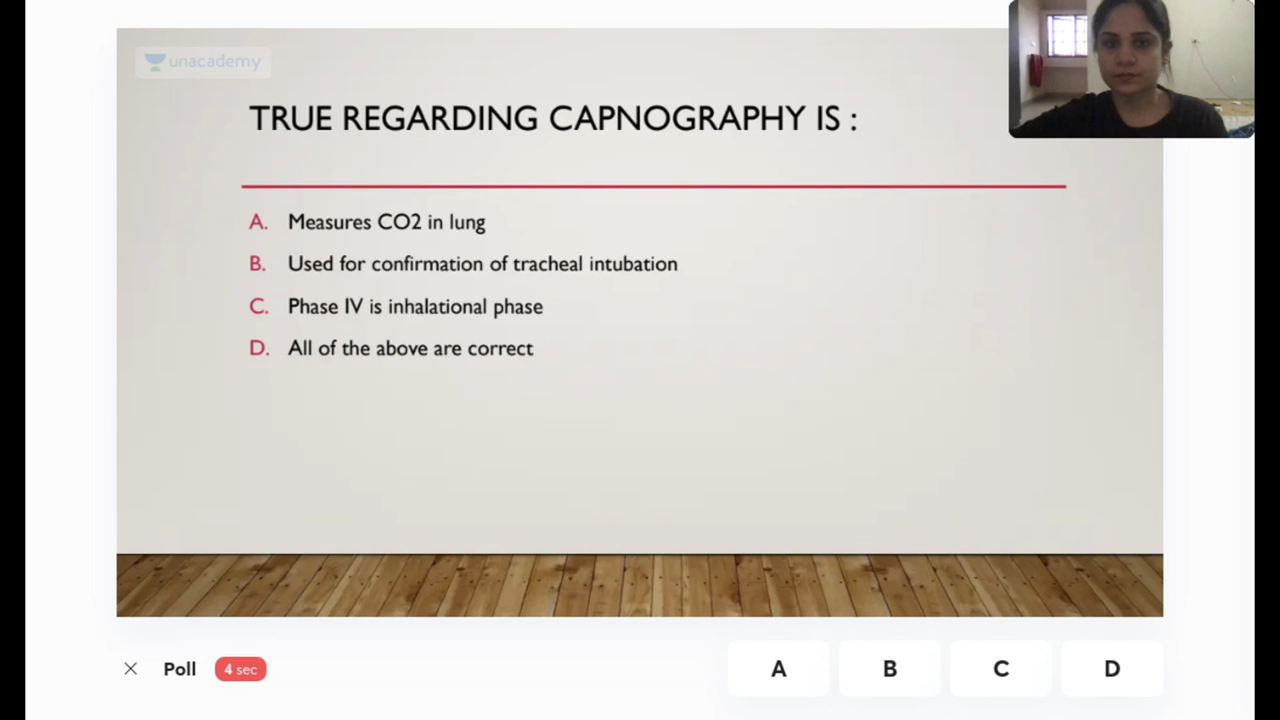 unacademy
TRUE REGARDING CAPNOGRAPHY IS :
A. Measures CO2 in lung
B. Used for confirmation of tracheal intubation
C. Phase IV is inhalational phase
D. All of the above are correct
Poll 4 sec A B C D